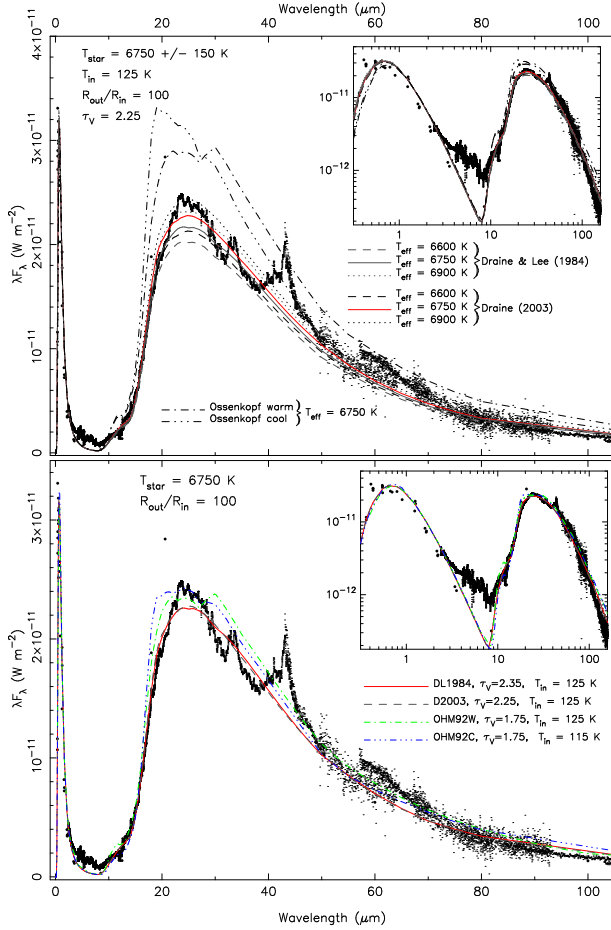 Wavelength (μm)
0 20 40 60 80 100
T_star = 6750 +/− 150 K
T_in = 125 K
R_out/R_in = 100
τ_V = 2.25
λF_λ (W m⁻²)
4×10⁻¹¹
3×10⁻¹¹
2×10⁻¹¹
10⁻¹¹
0
10⁻¹¹
10⁻¹²
1 10 100
T_eff = 6600 K
T_eff = 6750 K } Draine & Lee (1984)
T_eff = 6900 K
T_eff = 6600 K
T_eff = 6750 K } Draine (2003)
T_eff = 6900 K
Ossenkopf warm
Ossenkopf cool } T_eff = 6750 K
T_star = 6750 K
R_out/R_in = 100
λF_λ (W m⁻²)
3×10⁻¹¹
2×10⁻¹¹
10⁻¹¹
0
10⁻¹¹
10⁻¹²
1 10 100
DL1984, τ_V=2.35, T_in = 125 K
D2003, τ_V=2.25, T_in = 125 K
OHM92W, τ_V=1.75, T_in = 125 K
OHM92C, τ_V=1.75, T_in = 115 K
0 20 40 60 80 100
Wavelength (μm)